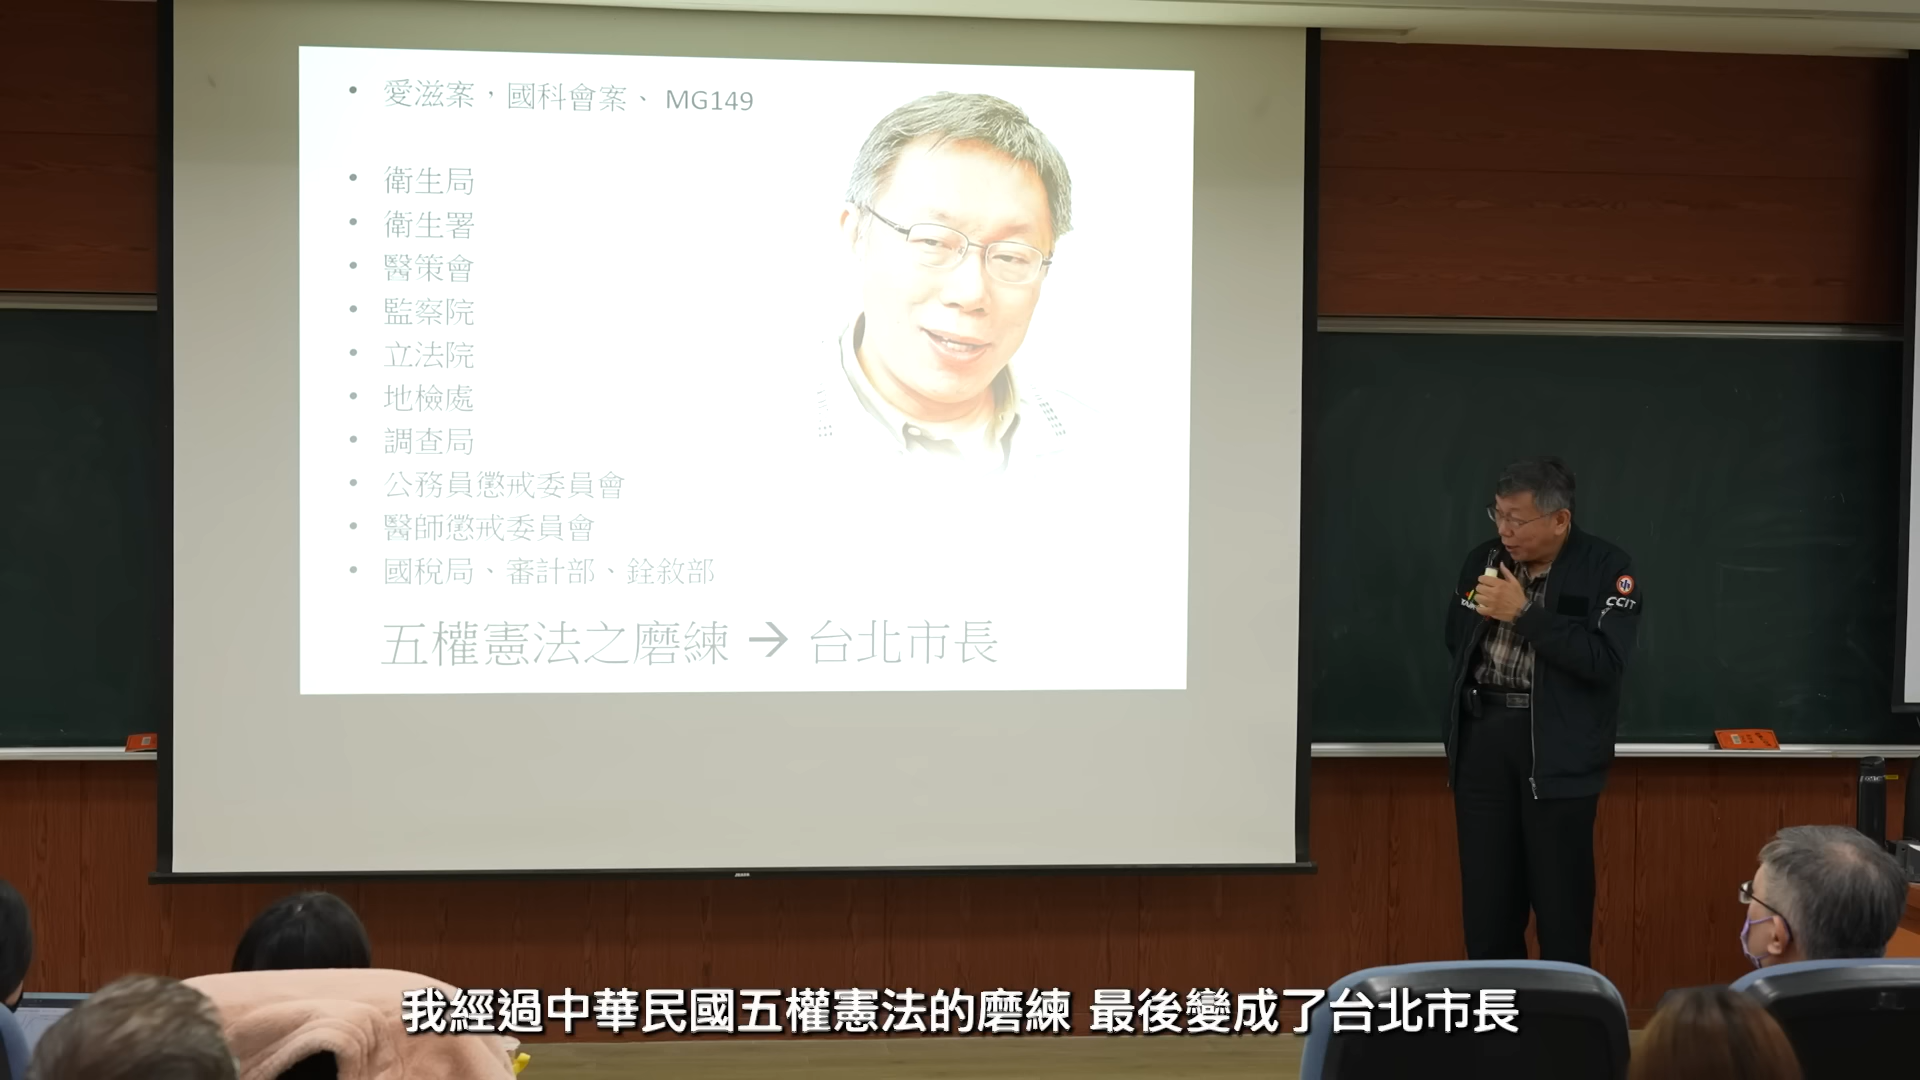 • 愛滋案，國科會案、 MG149
• 衛生局
• 衛生署
• 醫策會
• 監察院
• 立法院
• 地檢處
• 調查局
• 公務員懲戒委員會
• 醫師懲戒委員會
• 國稅局、審計部、銓敘部
五權憲法之磨練 → 台北市長
中
CCIT
我經過中華民國五權憲法的磨練 最後變成了台北市長